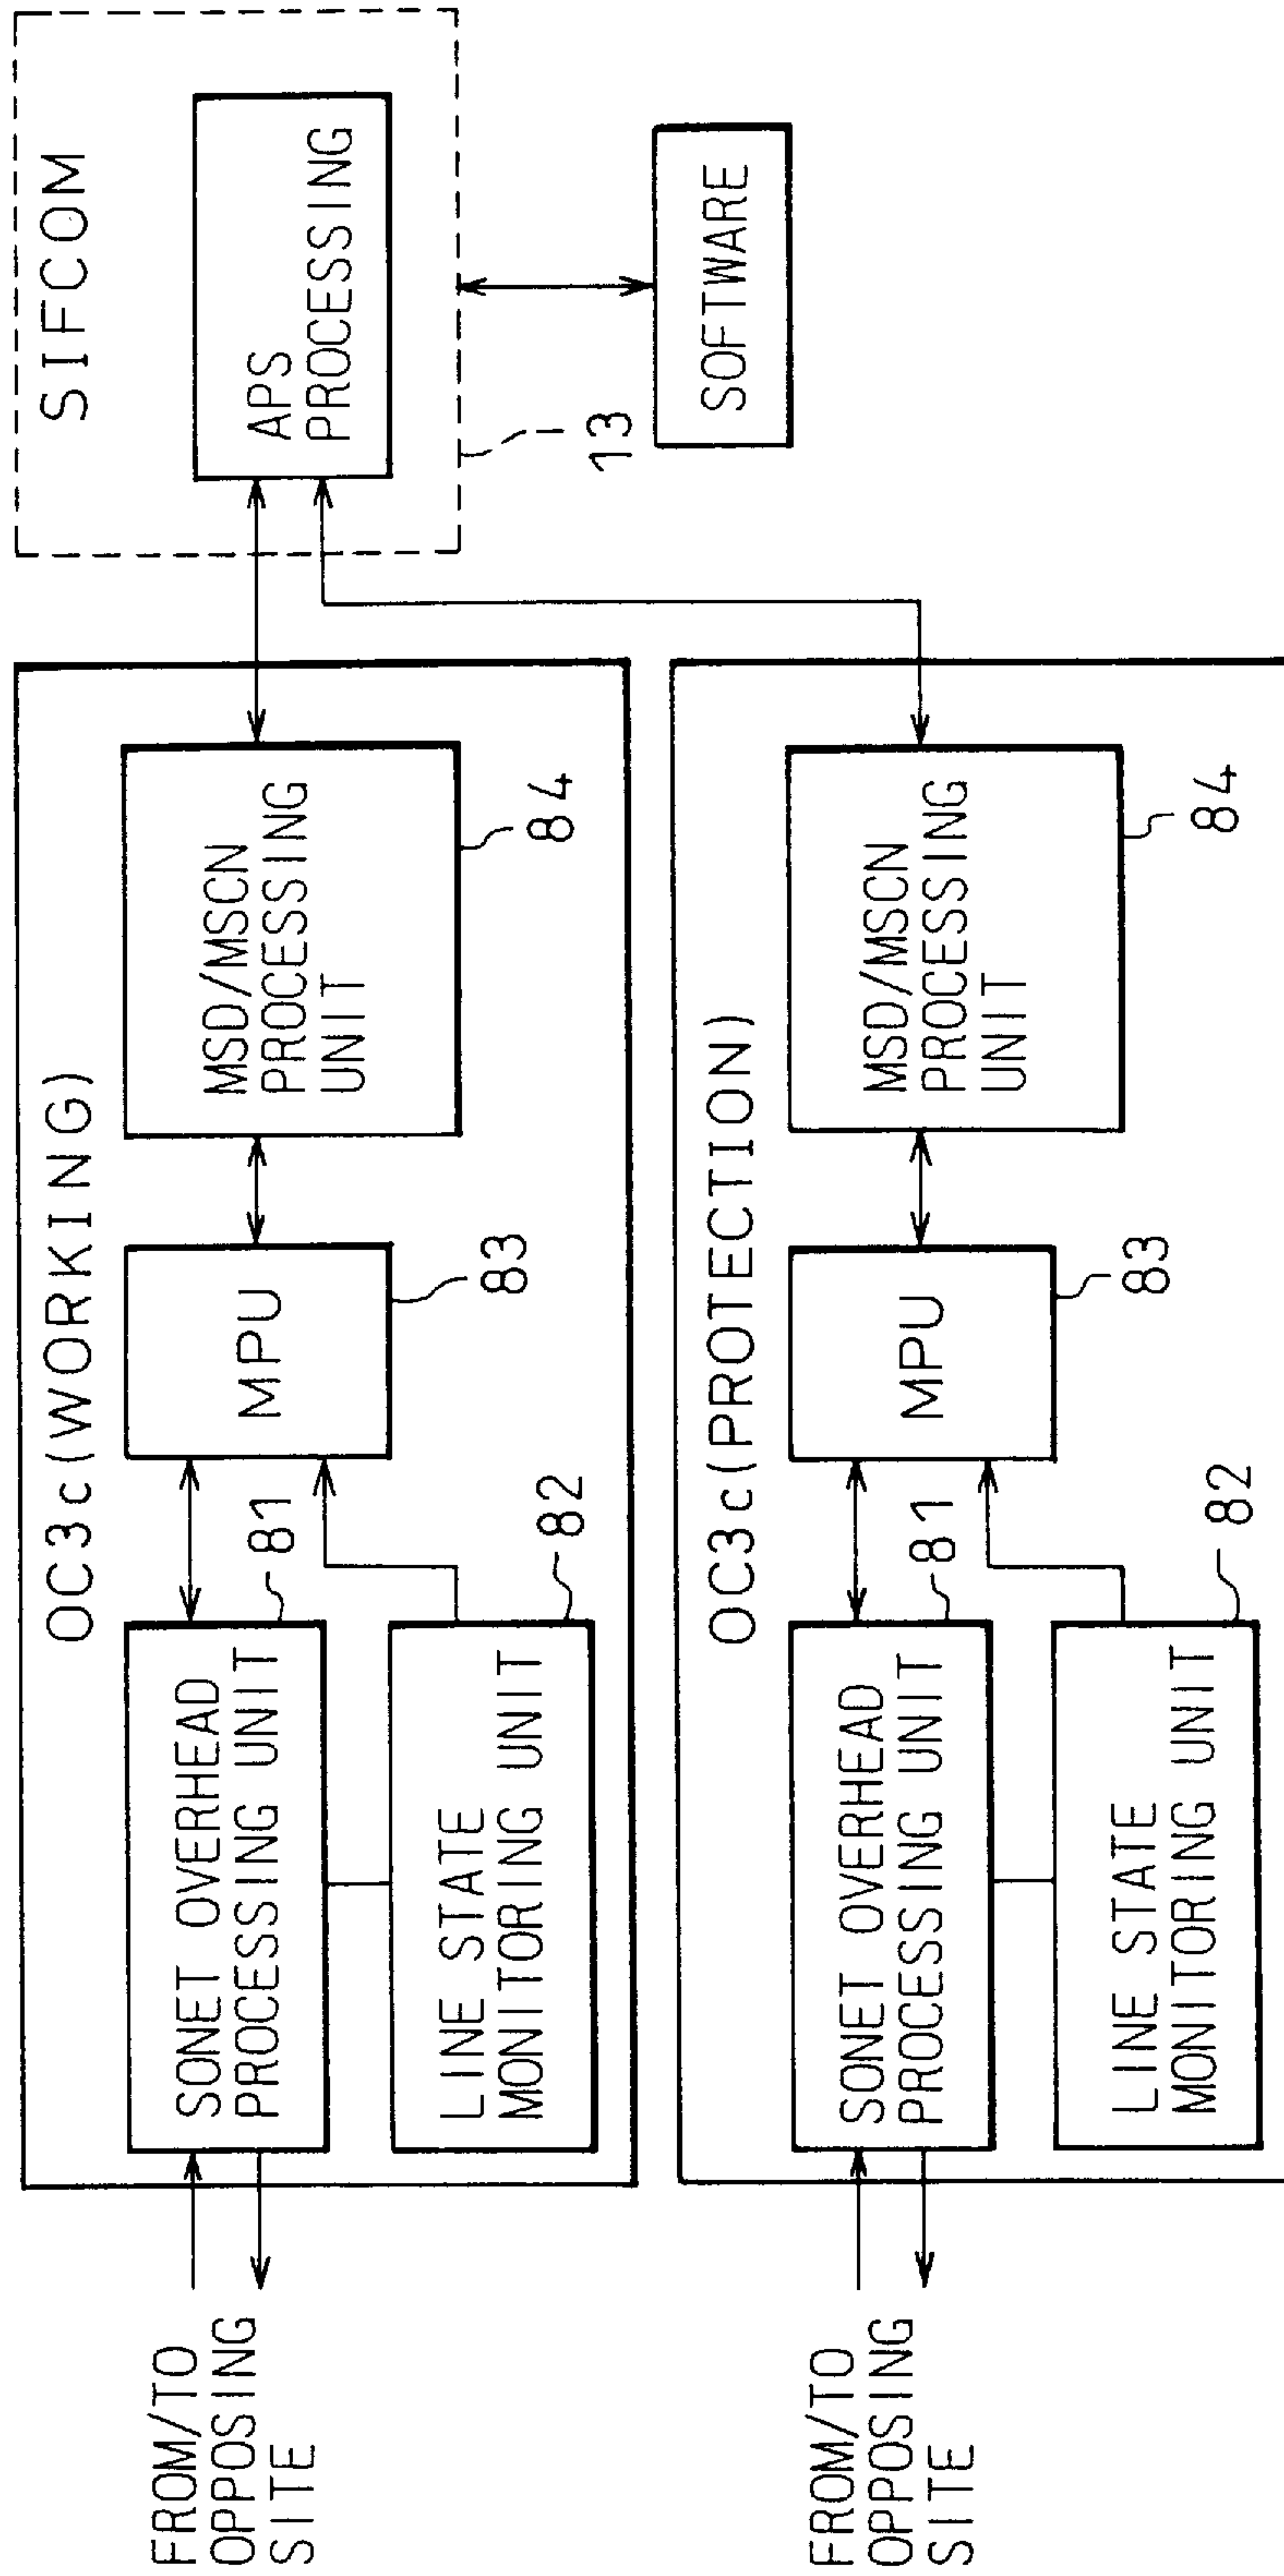 FROM/TO
OPPOSING
SITE
OC3c(WORKING)
SONET OVERHEAD
PROCESSING UNIT
81
LINE STATE
MONITORING UNIT
82
MPU
83
MSD/MSCN
PROCESSING
UNIT
84
SIFCOM
APS
PROCESSING
13
SOFTWARE
FROM/TO
OPPOSING
SITE
OC3c(PROTECTION)
SONET OVERHEAD
PROCESSING UNIT
81
LINE STATE
MONITORING UNIT
82
MPU
83
MSD/MSCN
PROCESSING
UNIT
84